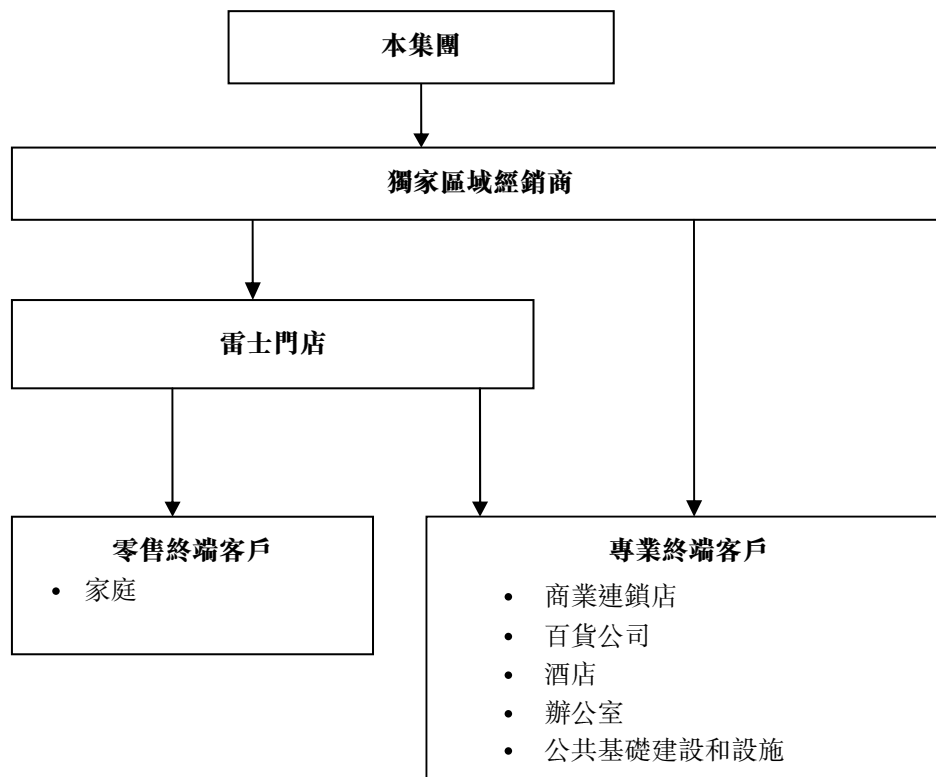 本集團
獨家區域經銷商
雷士門店
零售終端客戶
• 家庭
專業終端客戶
• 商業連鎖店
• 百貨公司
• 酒店
• 辦公室
• 公共基礎建設和設施